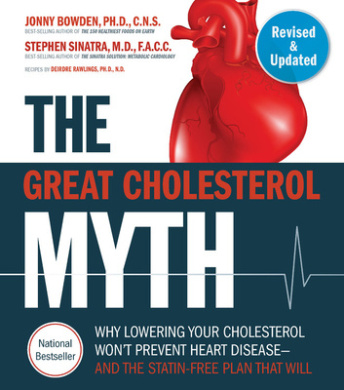 JONNY BOWDEN, PH.D., C.N.S.
BEST-SELLING AUTHOR OF THE 150 HEALTHIEST FOODS ON EARTH
STEPHEN SINATRA, M.D., F.A.C.C.
BEST-SELLING AUTHOR OF THE SINATRA SOLUTION: METABOLIC CARDIOLOGY
RECIPES BY DEIRDRE RAWLINGS, PH.D., N.D.
Revised
&
Updated
THE
GREAT CHOLESTEROL
MYTH
National
Bestseller
WHY LOWERING YOUR CHOLESTEROL
WON'T PREVENT HEART DISEASE—
AND THE STATIN-FREE PLAN THAT WILL